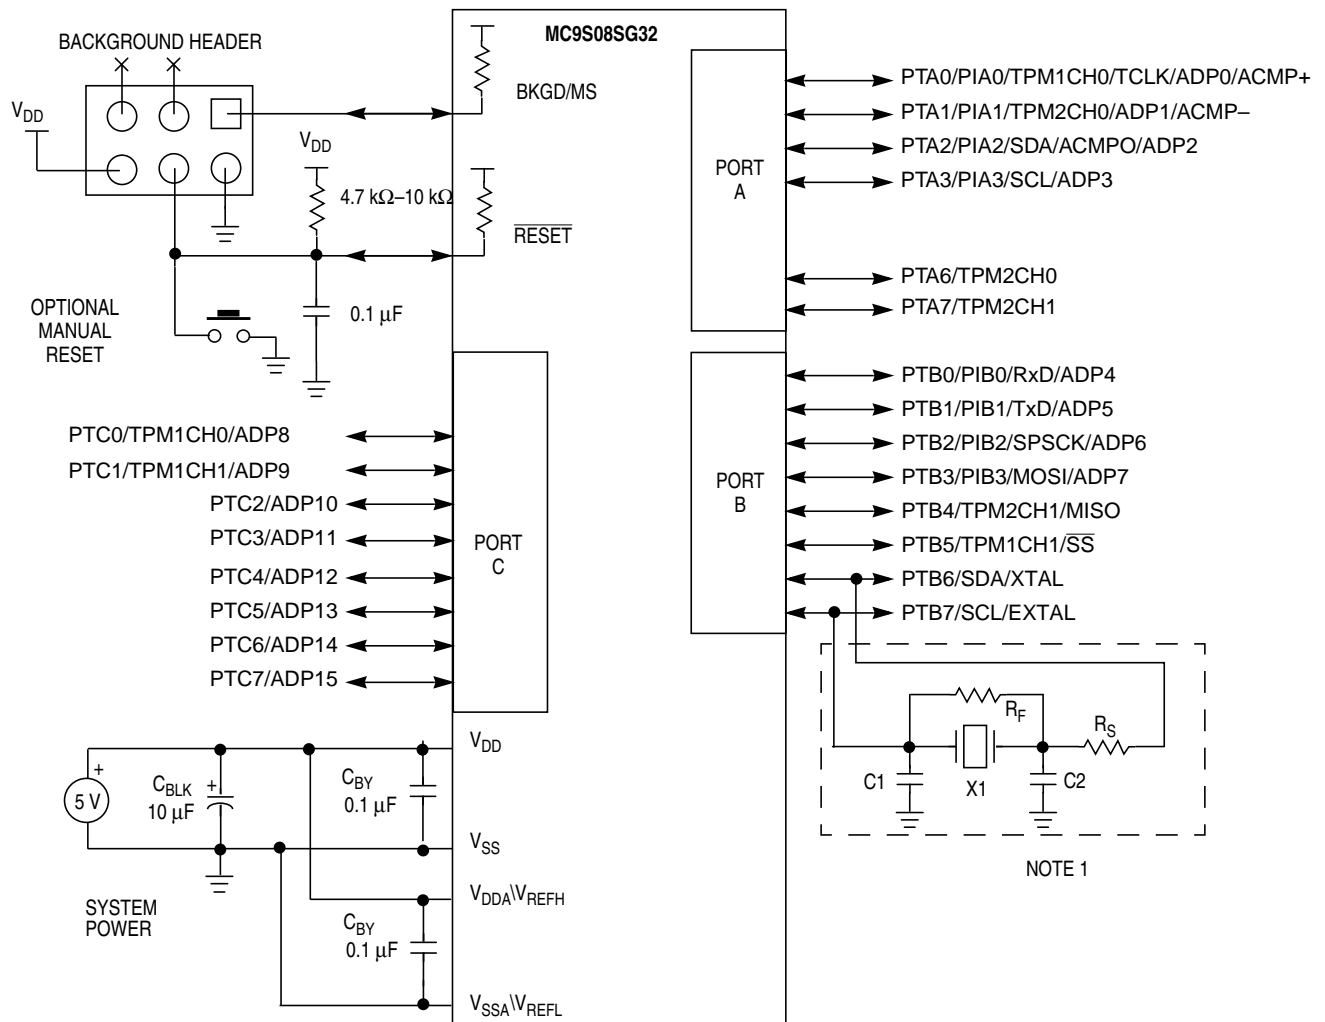 MC9S08SG32
BACKGROUND HEADER
V_DD
BKGD/MS
V_DD
4.7 kΩ–10 kΩ
RESET
OPTIONAL
MANUAL
RESET
0.1 μF
PORT
A
PTA0/PIA0/TPM1CH0/TCLK/ADP0/ACMP+
PTA1/PIA1/TPM2CH0/ADP1/ACMP–
PTA2/PIA2/SDA/ACMPO/ADP2
PTA3/PIA3/SCL/ADP3
PTA6/TPM2CH0
PTA7/TPM2CH1
PORT
B
PTB0/PIB0/RxD/ADP4
PTB1/PIB1/TxD/ADP5
PTB2/PIB2/SPSCK/ADP6
PTB3/PIB3/MOSI/ADP7
PTB4/TPM2CH1/MISO
PTB5/TPM1CH1/SS
PTB6/SDA/XTAL
PTB7/SCL/EXTAL
PTC0/TPM1CH0/ADP8
PTC1/TPM1CH1/ADP9
PTC2/ADP10
PTC3/ADP11
PTC4/ADP12
PTC5/ADP13
PTC6/ADP14
PTC7/ADP15
PORT
C
R_F
R_S
C1
X1
C2
NOTE 1
V_DD
+
5 V
C_BLK
+
10 μF
C_BY
0.1 μF
V_SS
SYSTEM
POWER
V_DDA\V_REFH
C_BY
0.1 μF
V_SSA\V_REFL